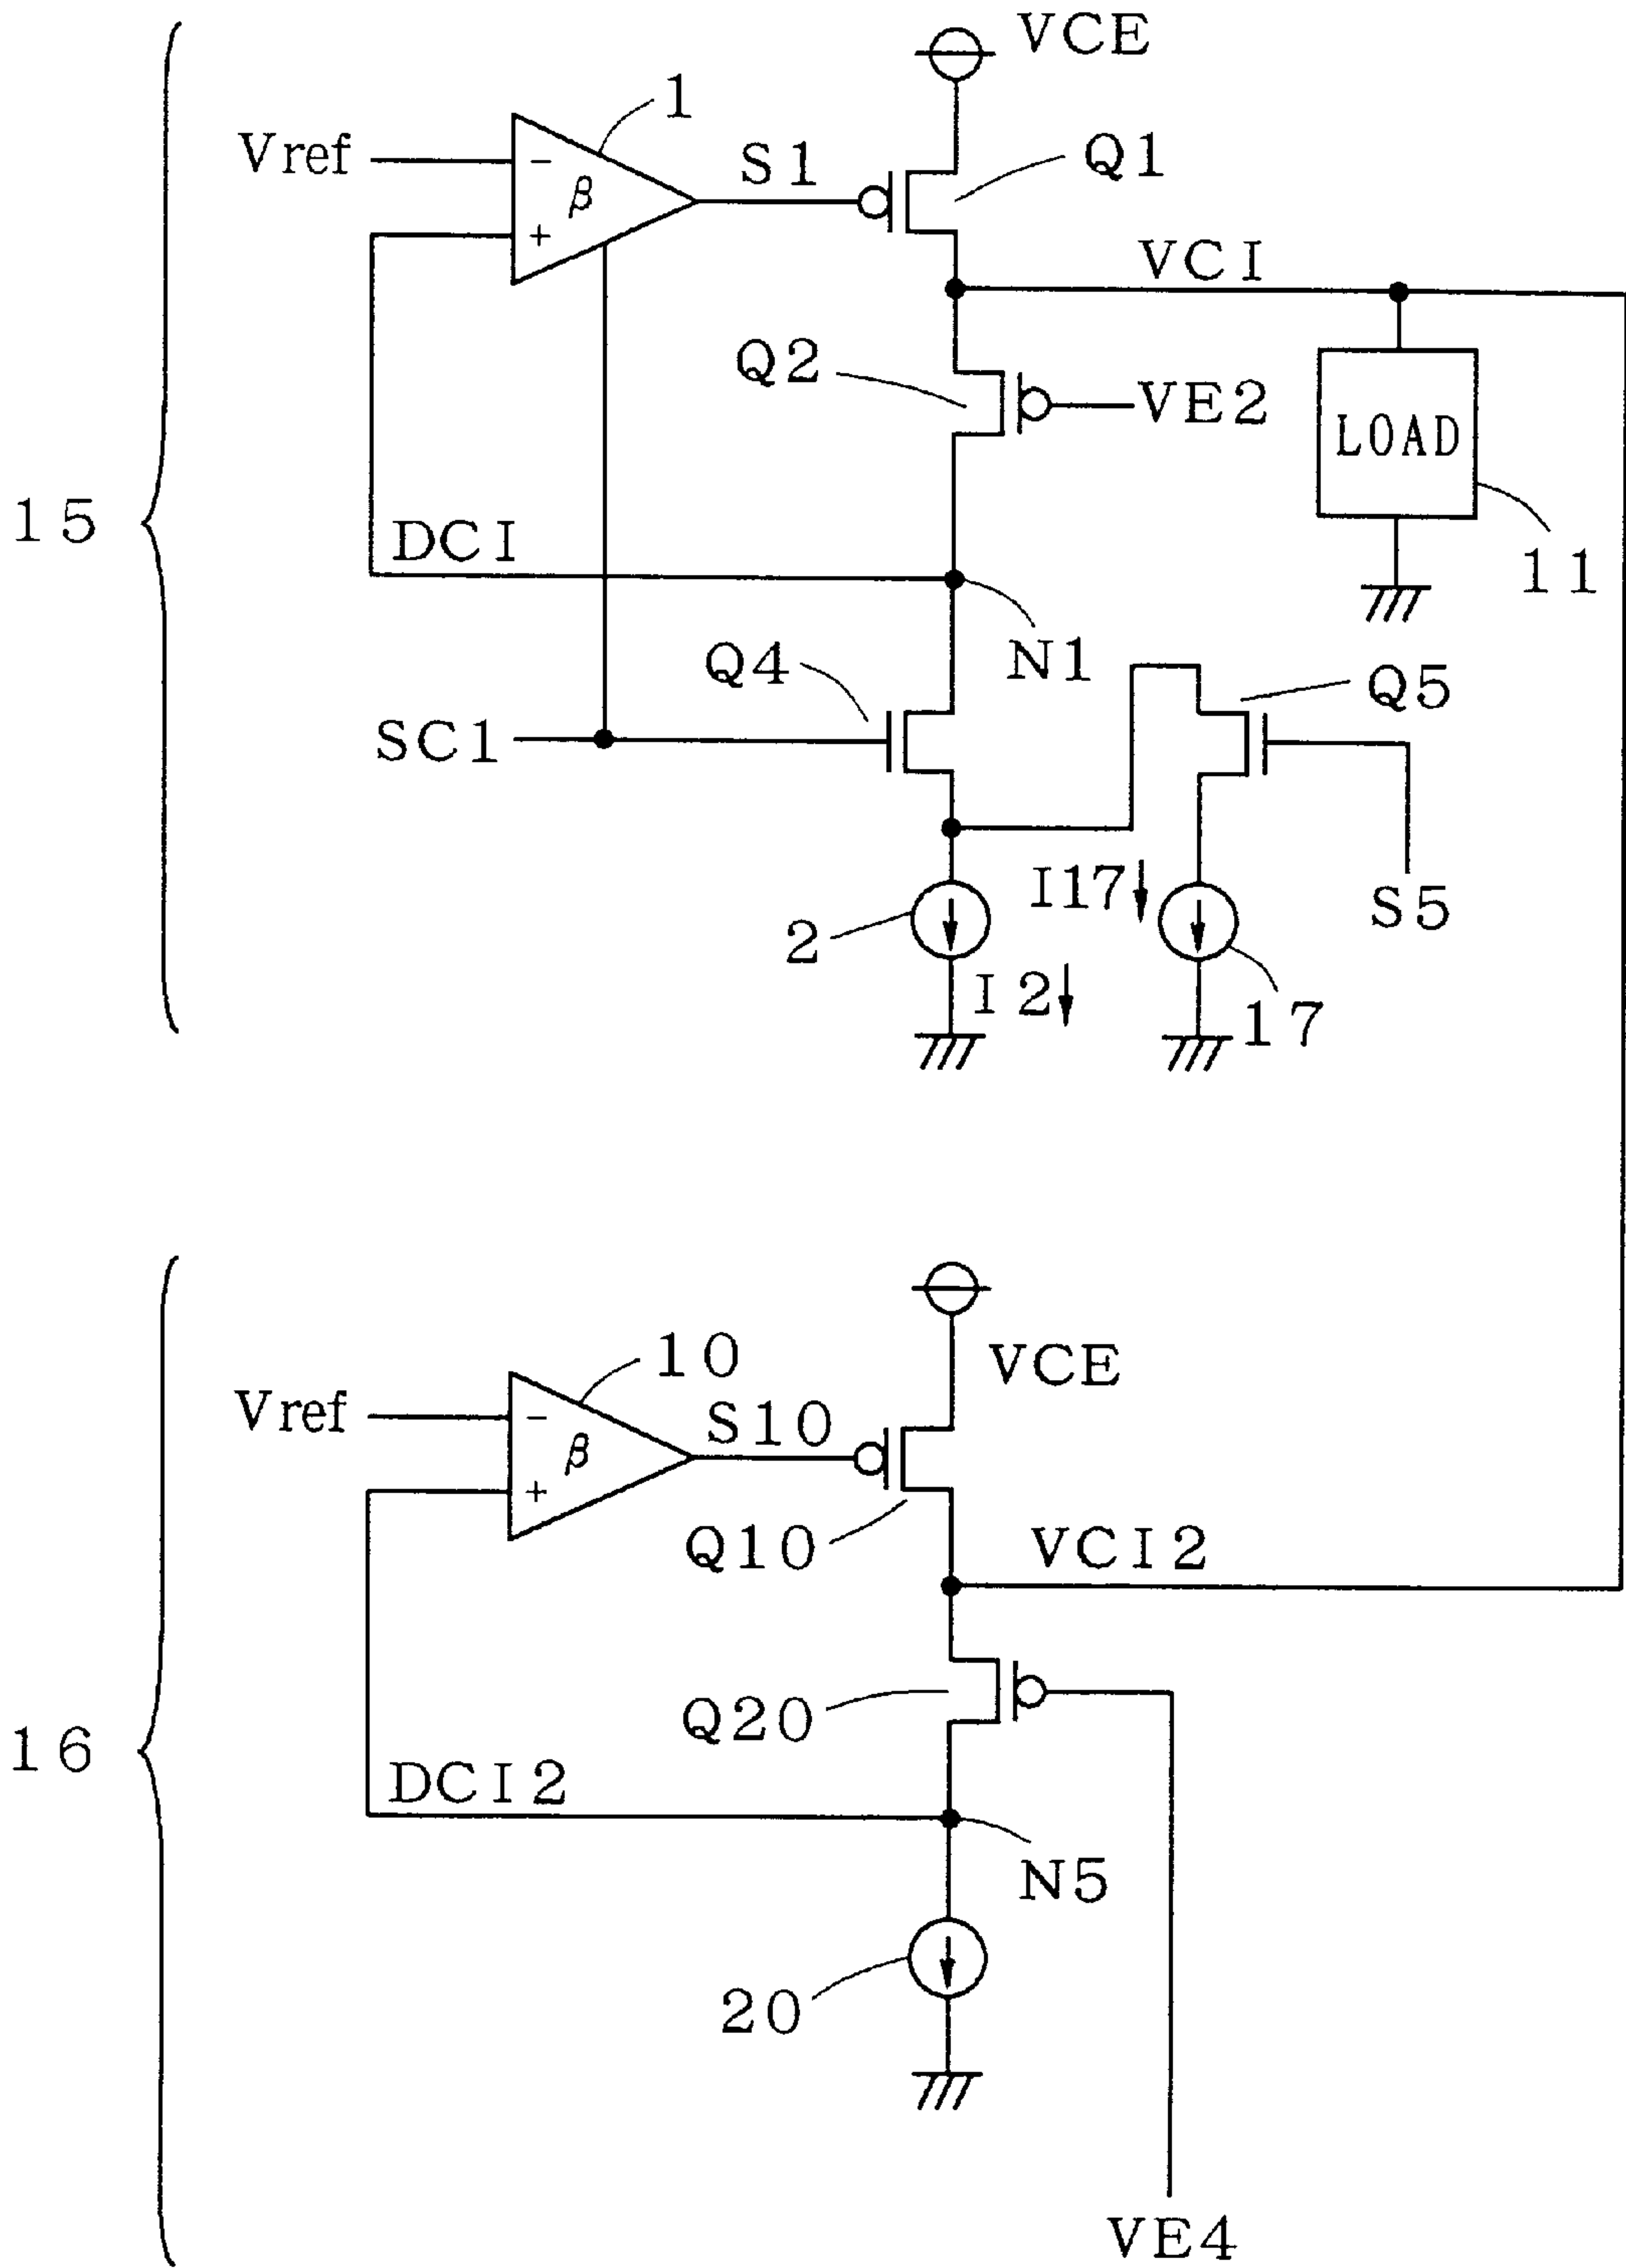 VCE
1
Vref
S1
Q1
-
β
+
VCI
Q2
VE2
LOAD
15
DCI
11
N1
Q4
Q5
SC1
I17
S5
2
I2
17
10
VCE
Vref
S10
-
β
+
Q10
VCI2
Q20
16
DCI2
N5
20
VE4